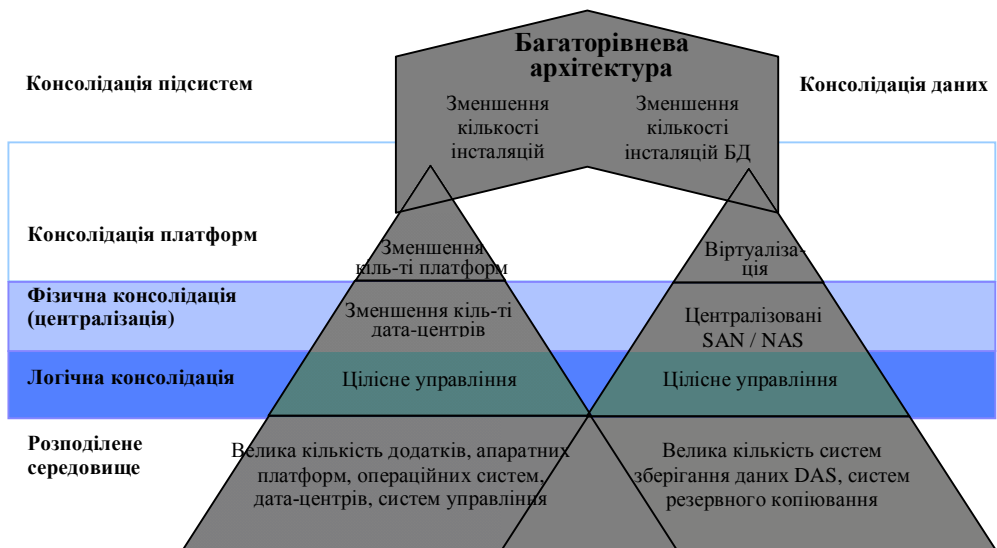 Багаторівнева
архітектура
Консолідація підсистем
Консолідація даних
Зменшення
кількості
інсталяцій
Зменшення
кількості
інсталяцій БД
Консолідація платформ
Зменшення
кіль-ті платформ
Віртуаліза-
ція
Фізична консолідація
(централізація)
Зменшення кіль-ті
дата-центрів
Централізовані
SAN / NAS
Логічна консолідація
Цілісне управління
Цілісне управління
Розподілене
середовище
Велика кількість додатків, апаратних
платформ, операційних систем,
дата-центрів, систем управління
Велика кількість систем
зберігання даних DAS, систем
резервного копіювання